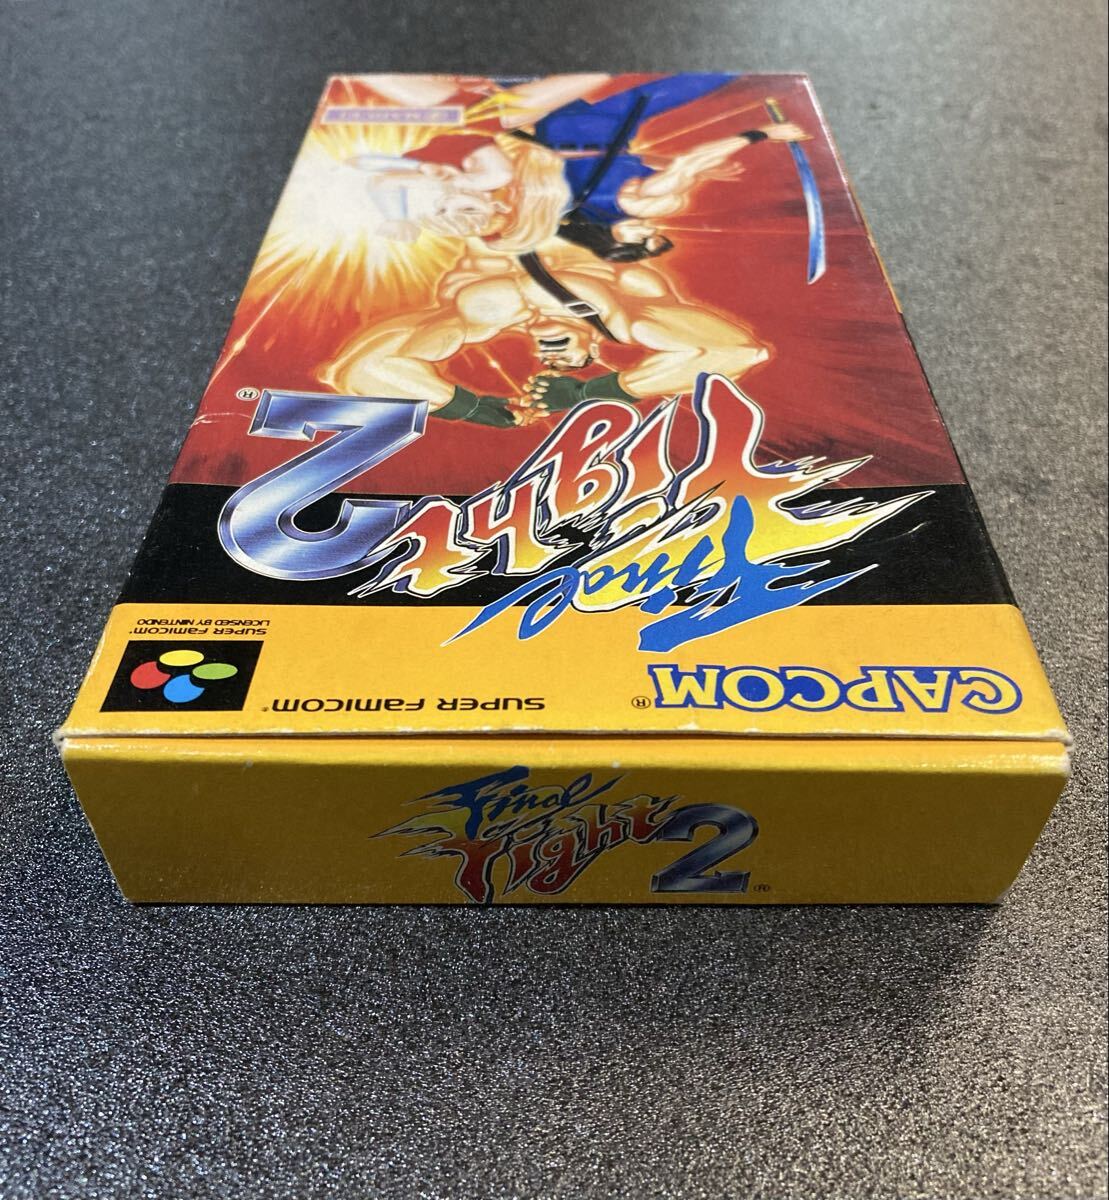 CAPCOM®
SUPER FAMICOM®
SUPER FAMICOM®
LICENSED BY NINTENDO
Final
Fight
2®
Final
Fight 2®